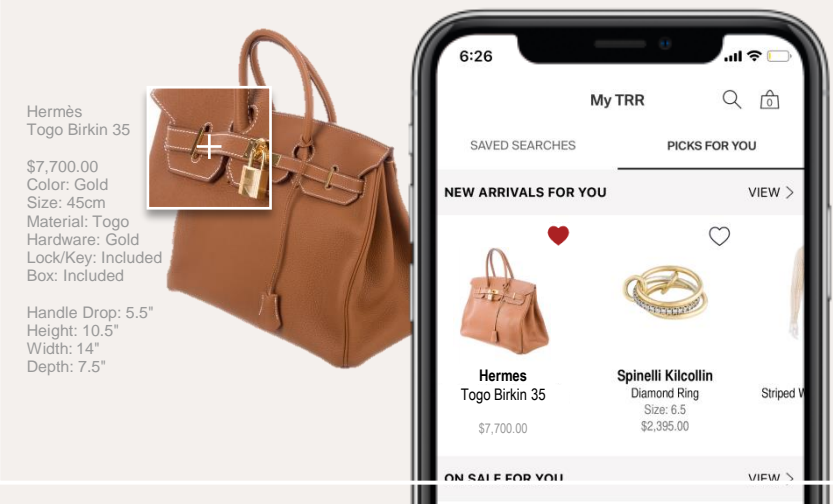 Hermès
Togo Birkin 35
$7,700.00
Color: Gold
Size: 45cm
Material: Togo
Hardware: Gold
Lock/Key: Included
Box: Included
Handle Drop: 5.5"
Height: 10.5"
Width: 14"
Depth: 7.5"
6:26
My TRR
0
SAVED SEARCHES
PICKS FOR YOU
NEW ARRIVALS FOR YOU
VIEW >
Hermes
Togo Birkin 35
$7,700.00
Spinelli Kilcollin
Diamond Ring
Size: 6.5
$2,395.00
Striped
ON SALE FOR YOU
VIEW >